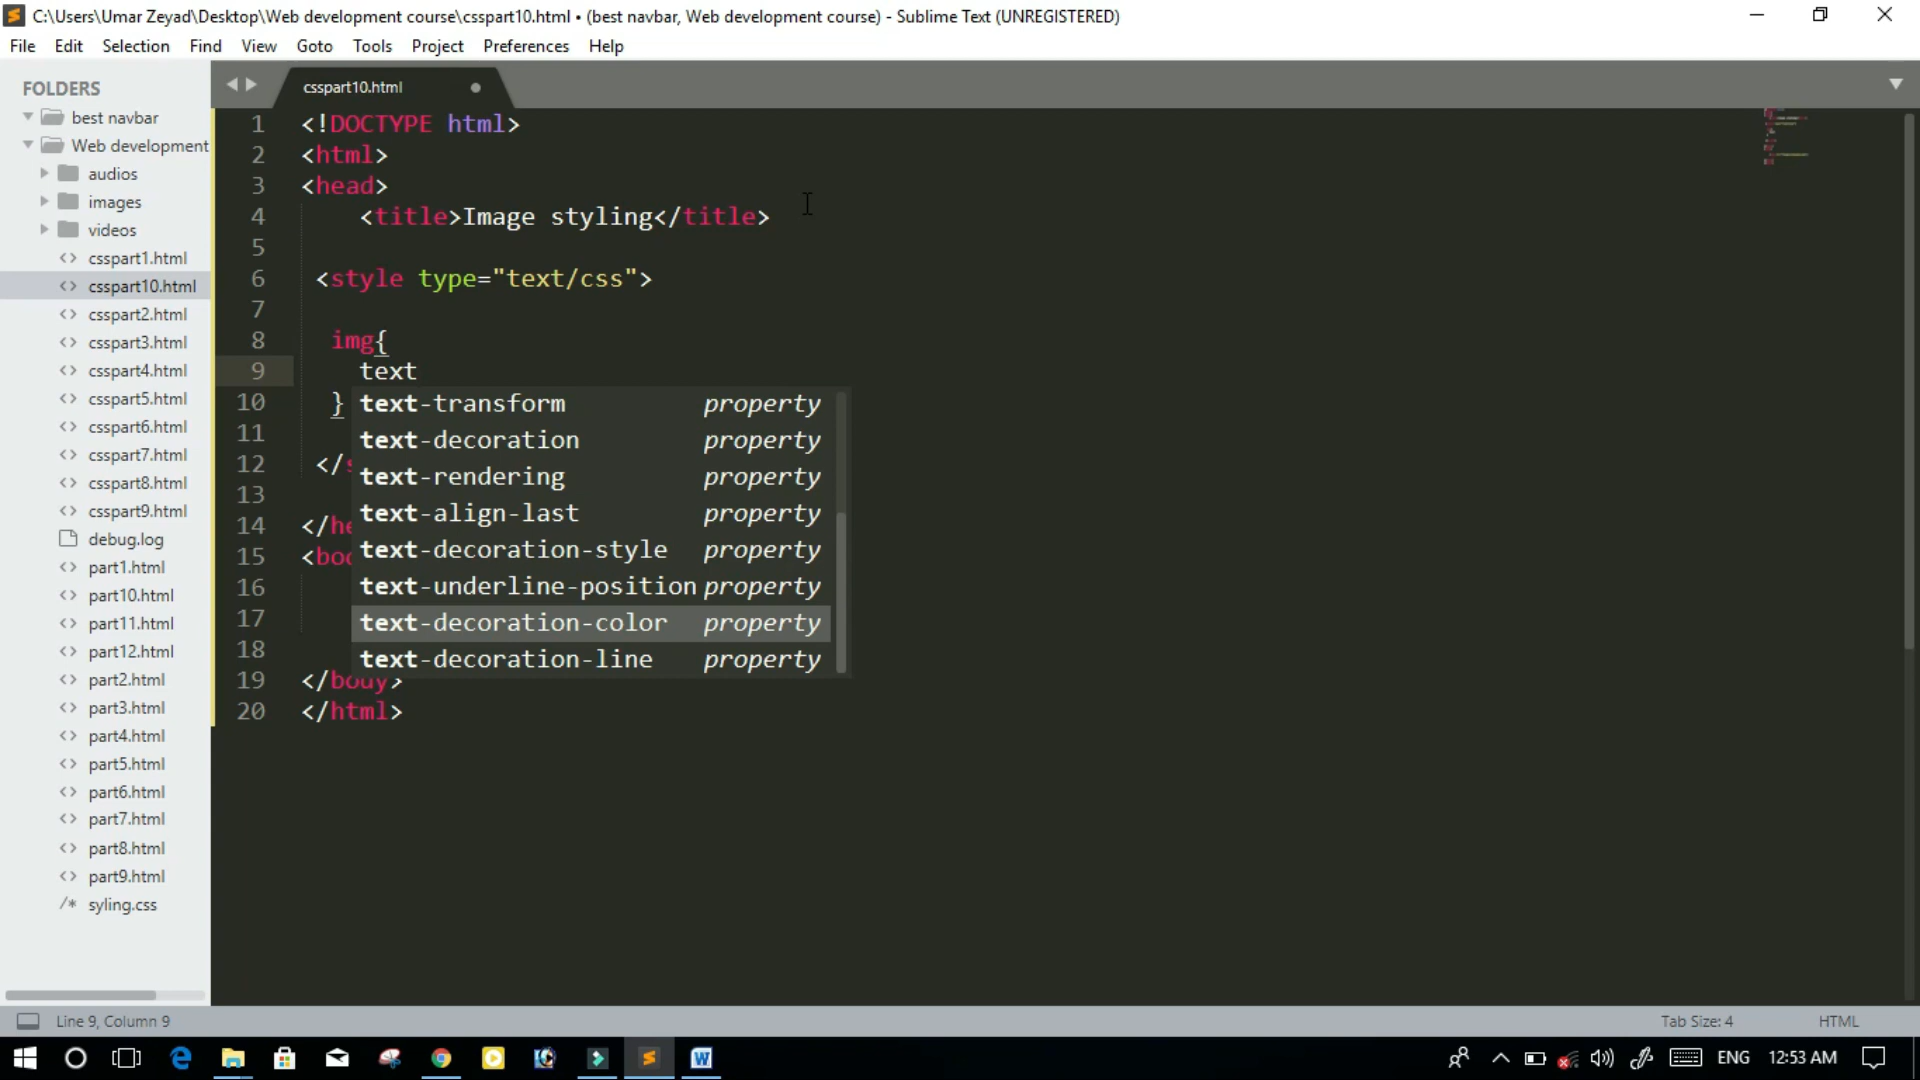 C:\Users\Umar Zeyad\Desktop\Web development course\csspart10.html • (best navbar, Web development course) - Sublime Text (UNREGISTERED)
File Edit Selection Find View Goto Tools Project Preferences Help
FOLDERS
best navbar
Web development
audios
images
videos
csspart1.html
csspart10.html
csspart2.html
csspart3.html
csspart4.html
csspart5.html
csspart6.html
csspart7.html
csspart8.html
csspart9.html
debug.log
part1.html
part10.html
part11.html
part12.html
part2.html
part3.html
part4.html
part5.html
part6.html
part7.html
part8.html
part9.html
/* syling.css
csspart10.html
1 <!DOCTYPE html>
2 <html>
3 <head>
4 <title>Image styling</title>
5
6 <style type="text/css">
7
8 img{
9 text
10 }
11
12 </s
13
14 </he
15 <bod
16
17
18
19 </body>
20 </html>
text-transform property
text-decoration property
text-rendering property
text-align-last property
text-decoration-style property
text-underline-position property
text-decoration-color property
text-decoration-line property
Line 9, Column 9 Tab Size: 4 HTML
ENG 12:53 AM